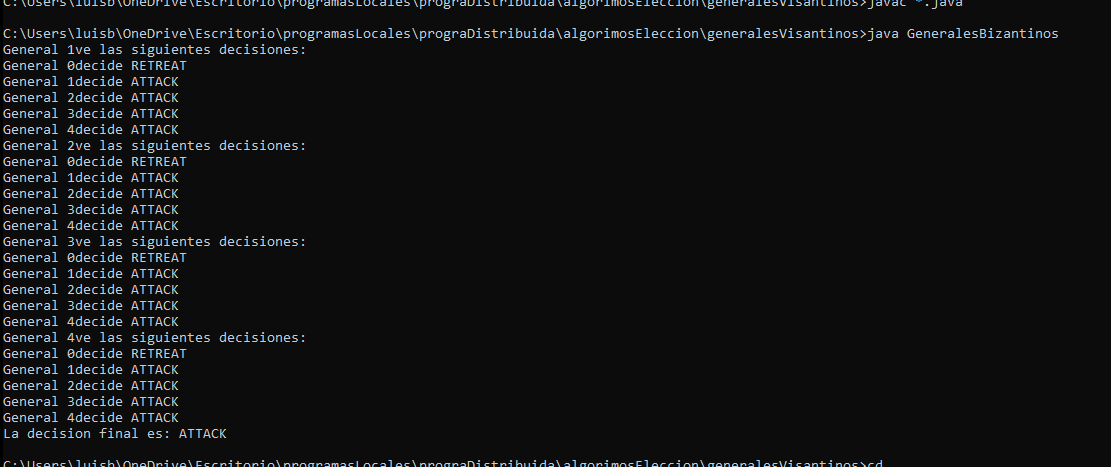 C:\Users\luisb\OneDrive\Escritorio\programasLocales\prograDistribuida\algorimosEleccion\generalesVisantinos>javac *.java
C:\Users\luisb\OneDrive\Escritorio\programasLocales\prograDistribuida\algorimosEleccion\generalesVisantinos>java GeneralesBizantinos
General 1ve las siguientes decisiones:
General 0decide RETREAT
General 1decide ATTACK
General 2decide ATTACK
General 3decide ATTACK
General 4decide ATTACK
General 2ve las siguientes decisiones:
General 0decide RETREAT
General 1decide ATTACK
General 2decide ATTACK
General 3decide ATTACK
General 4decide ATTACK
General 3ve las siguientes decisiones:
General 0decide RETREAT
General 1decide ATTACK
General 2decide ATTACK
General 3decide ATTACK
General 4decide ATTACK
General 4ve las siguientes decisiones:
General 0decide RETREAT
General 1decide ATTACK
General 2decide ATTACK
General 3decide ATTACK
General 4decide ATTACK
La decision final es: ATTACK
C:\Users\luisb\OneDrive\Escritorio\programasLocales\prograDistribuida\algorimosEleccion\generalesVisantinos>cd